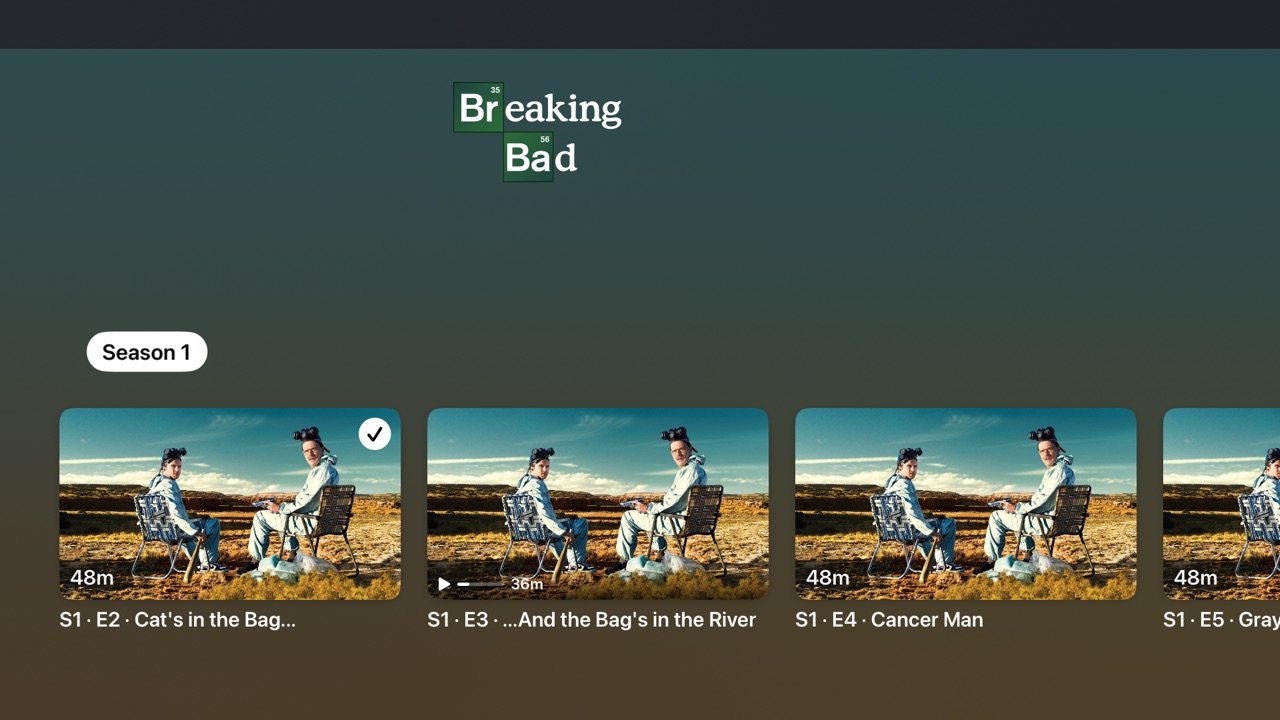 35
Breaking
56
Bad
Season 1
48m
36m
48m
48m
S1 · E2 · Cat's in the Bag...
S1 · E3 · ...And the Bag's in the River
S1 · E4 · Cancer Man
S1 · E5 · Gray